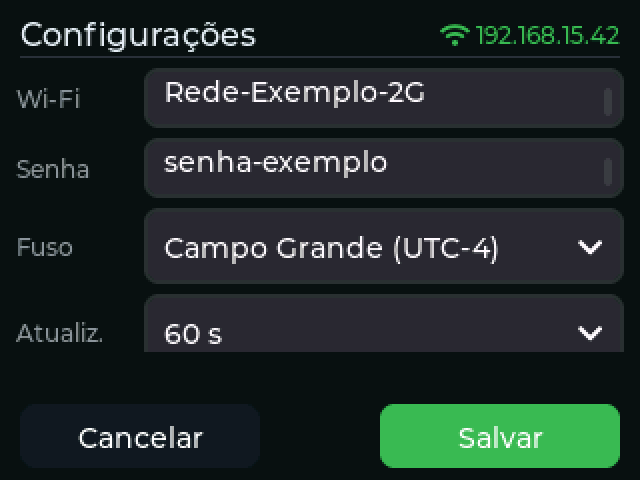 Configurações
192.168.15.42
Wi-Fi
Rede-Exemplo-2G
Senha
senha-exemplo
Fuso
Campo Grande (UTC-4)
Atualiz.
60 s
Cancelar
Salvar